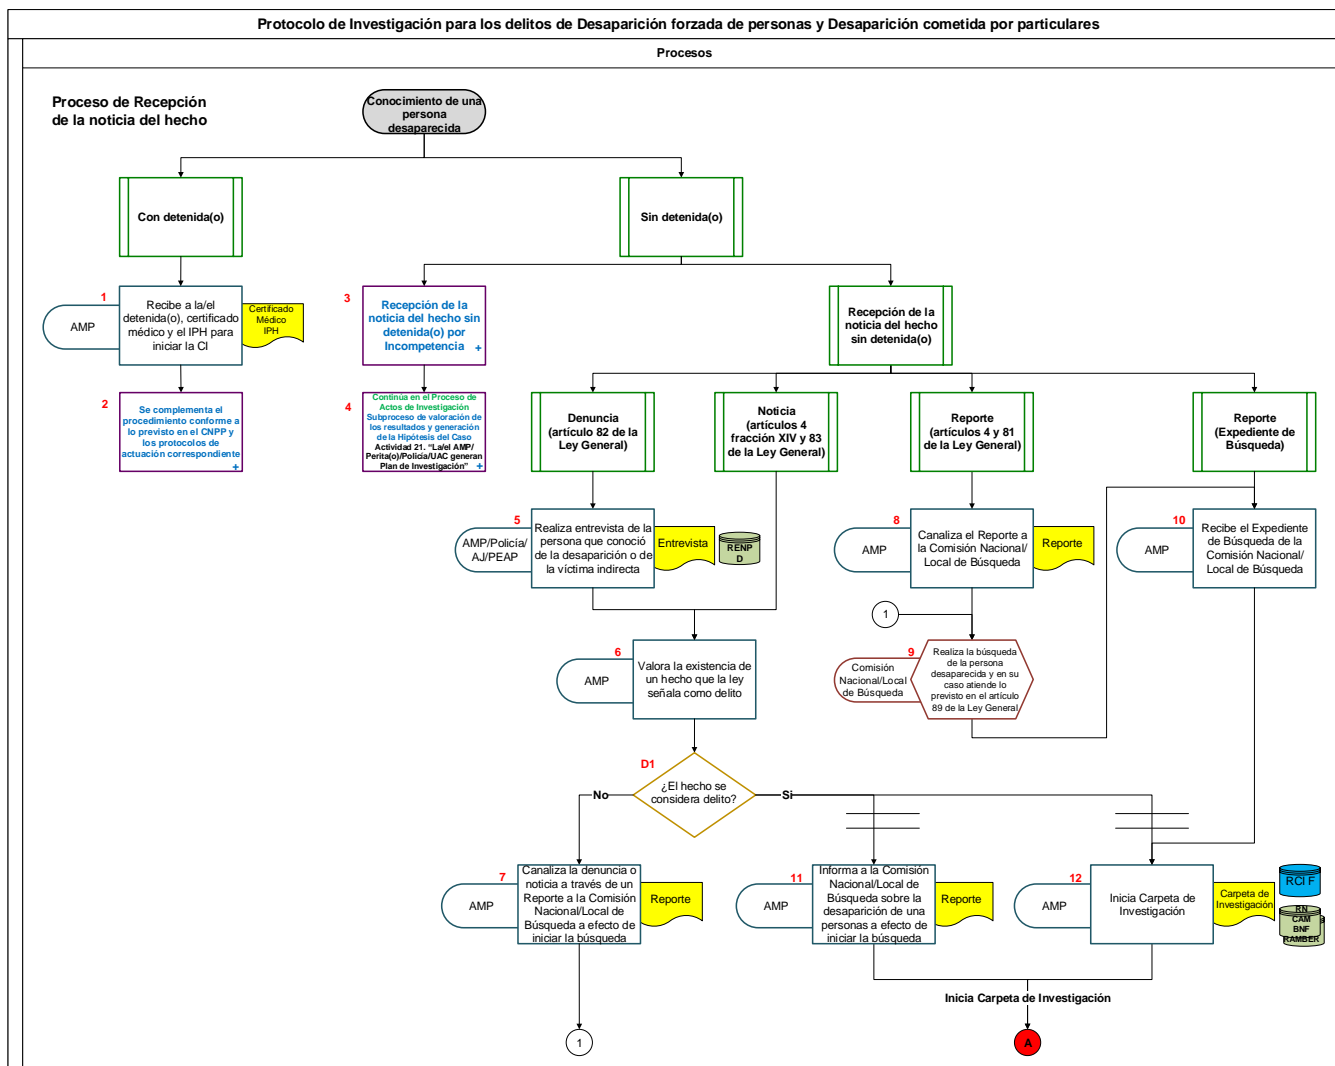 Protocolo de Investigación para los delitos de Desaparición forzada de personas y Desaparición cometida por particulares
Procesos
Proceso de Recepción
de la noticia del hecho
Conocimiento de una
persona
desaparecida
Con detenida(o)
Sin detenida(o)
1
AMP
Recibe a la/el
detenida(o), certificado
médico y el IPH para
iniciar la CI
Certificado
Médico
IPH
3
Recepción de la
noticia del hecho sin
detenida(o) por
Incompetencia
+
Recepción de la
noticia del hecho
sin detenida(o)
2
Se complementa el
procedimiento conforme a
lo previsto en el CNPP y
los protocolos de
actuación correspondiente
+
4
Continúa en el Proceso de
Actos de Investigación
Subproceso de valoración de
los resultados y generación
de la Hipótesis del Caso
Actividad 21. “La/el AMP/
Perita(o)/Policía/UAC generan
Plan de Investigación”
+
Denuncia
(artículo 82 de la
Ley General)
Noticia
(artículos 4
fracción XIV y 83
de la Ley General)
Reporte
(artículos 4 y 81
de la Ley General)
Reporte
(Expediente de
Búsqueda)
5
AMP/Policía/
AJ/PEAP
Realiza entrevista de la
persona que conoció
de la desaparición o de
la víctima indirecta
Entrevista
RENP
D
8
AMP
Canaliza el Reporte a
la Comisión Nacional/
Local de Búsqueda
Reporte
10
AMP
Recibe el Expediente
de Búsqueda de la
Comisión Nacional/
Local de Búsqueda
1
6
AMP
Valora la existencia de
un hecho que la ley
señala como delito
9
Comisión
Nacional/Local
de Búsqueda
Realiza la búsqueda
de la persona
desaparecida y en su
caso atiende lo
previsto en el artículo
89 de la Ley General
D1
¿El hecho se
considera delito?
No
Si
7
AMP
Canaliza la denuncia o
noticia a través de un
Reporte a la Comisión
Nacional/Local de
Búsqueda a efecto de
iniciar la búsqueda
Reporte
11
AMP
Informa a la Comisión
Nacional/Local de
Búsqueda sobre la
desaparición de una
personas a efecto de
iniciar la búsqueda
Reporte
12
AMP
Inicia Carpeta de
Investigación
Carpeta de
Investigación
RCI F
RN
CAM
BNF
RAMBER
Inicia Carpeta de Investigación
1
A